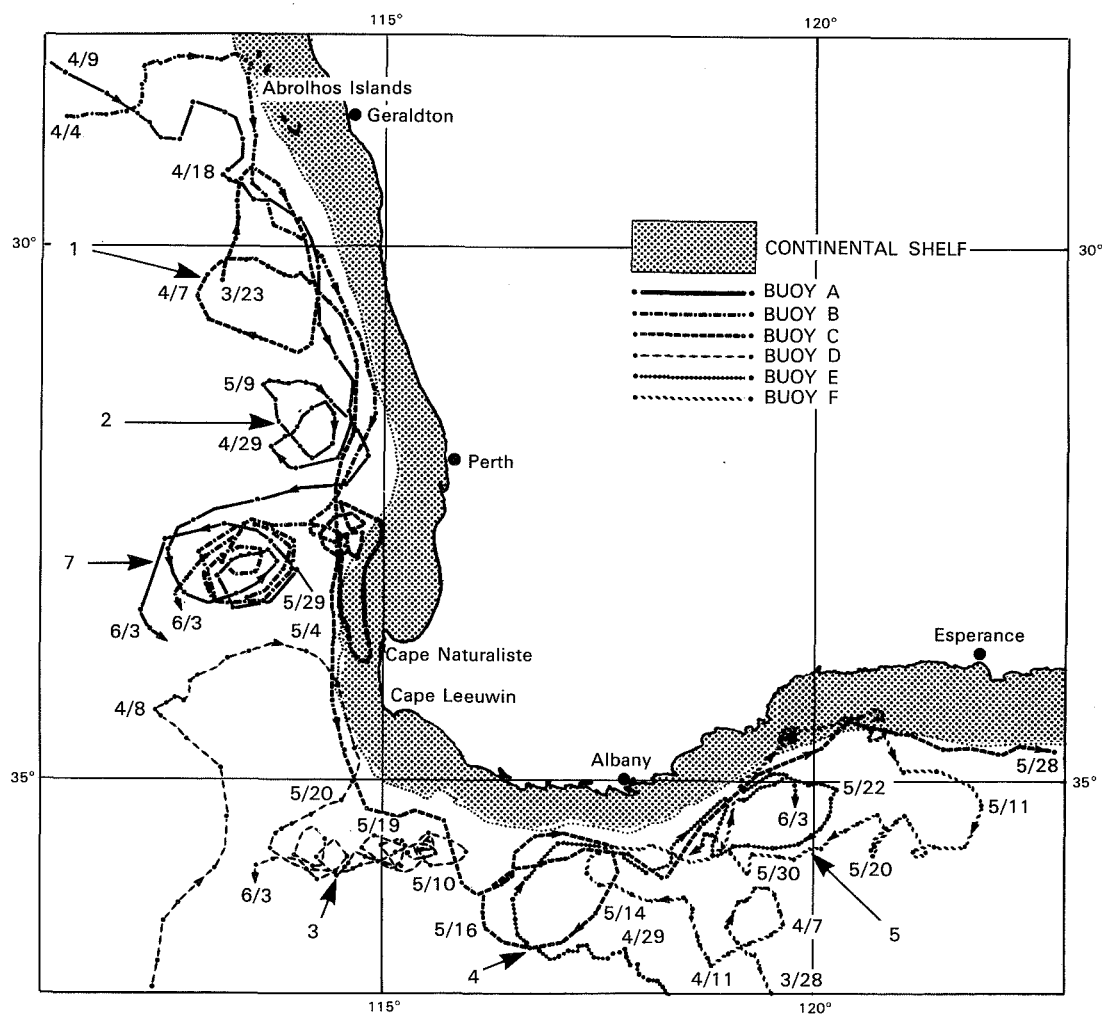 115° 120°
4/9
Abrolhos Islands
Geraldton
4/4
4/18
30° 30°
1
CONTINENTAL SHELF
4/7 3/23
BUOY A
BUOY B
BUOY C
BUOY D
BUOY E
BUOY F
5/9
2
4/29
Perth
7
5/29
6/3 6/3
5/4
Esperance
Cape Naturaliste
Cape Leeuwin
4/8
Albany
35° 35°
5/28
5/20
5/22
5/11
5/19
6/3
5/10
5/30
5/20
6/3
3
5/16
5/14
4/7
5
4/29
4
4/11
3/28
115° 120°